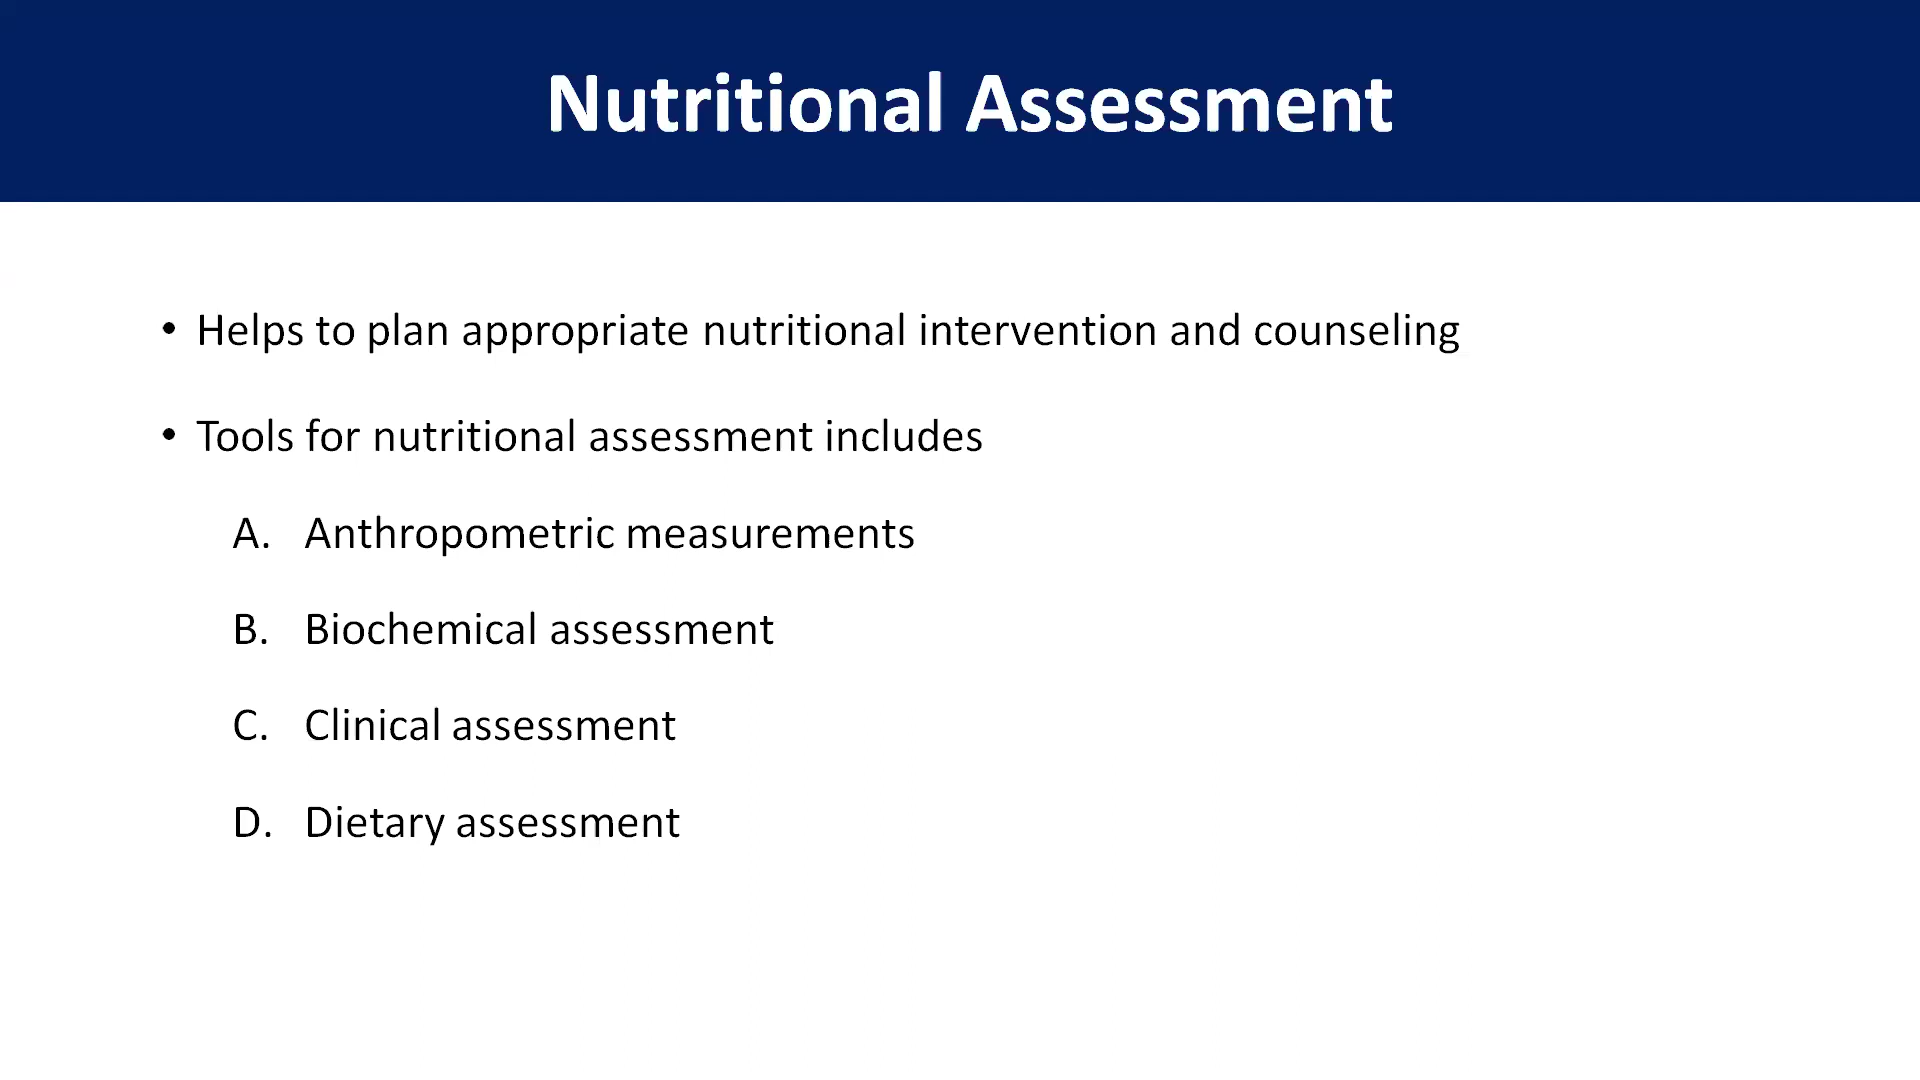 Nutritional Assessment
• Helps to plan appropriate nutritional intervention and counseling
• Tools for nutritional assessment includes
A. Anthropometric measurements
B. Biochemical assessment
C. Clinical assessment
D. Dietary assessment